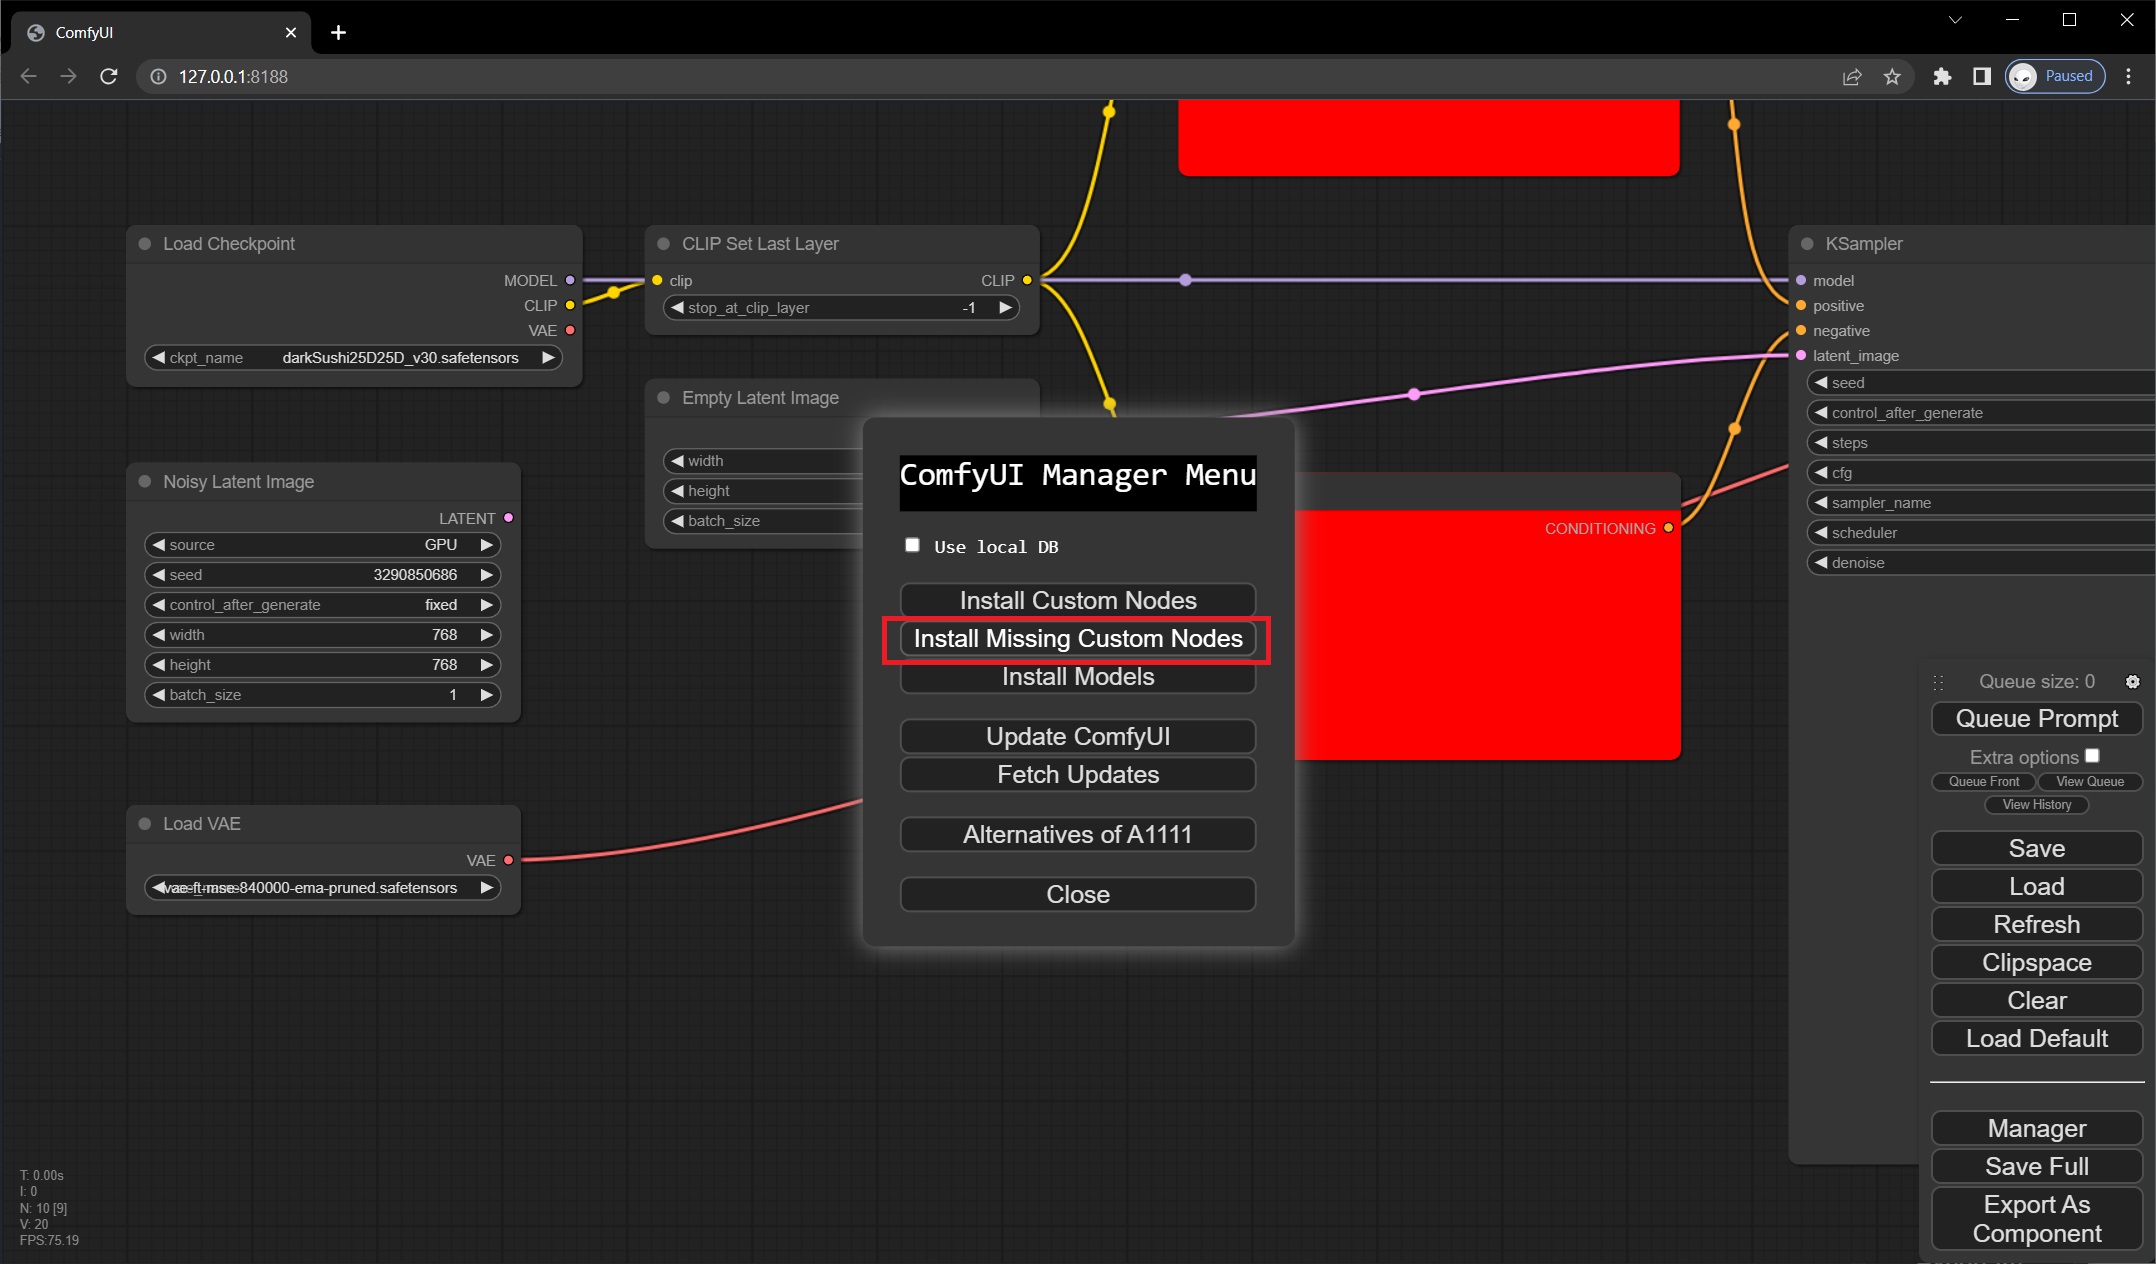 ComfyUI
127.0.0.1:8188
Paused
Load Checkpoint
MODEL
CLIP
VAE
ckpt_name darkSushi25D25D_v30.safetensors
CLIP Set Last Layer
clip CLIP
stop_at_clip_layer -1
Empty Latent Image
width
height
batch_size
KSampler
model
positive
negative
latent_image
seed
control_after_generate
steps
cfg
sampler_name
scheduler
denoise
Noisy Latent Image
LATENT
source GPU
seed 3290850686
control_after_generate fixed
width 768
height 768
batch_size 1
CONDITIONING
Load VAE
VAE
vae-ft-mse-840000-ema-pruned.safetensors
ComfyUI Manager Menu
Use local DB
Install Custom Nodes
Install Missing Custom Nodes
Install Models
Update ComfyUI
Fetch Updates
Alternatives of A1111
Close
Queue size: 0
Queue Prompt
Extra options
Queue Front View Queue
View History
Save
Load
Refresh
Clipspace
Clear
Load Default
Manager
Save Full
Export As
Component
T: 0.00s
I: 0
N: 10 [9]
V: 20
FPS:75.19